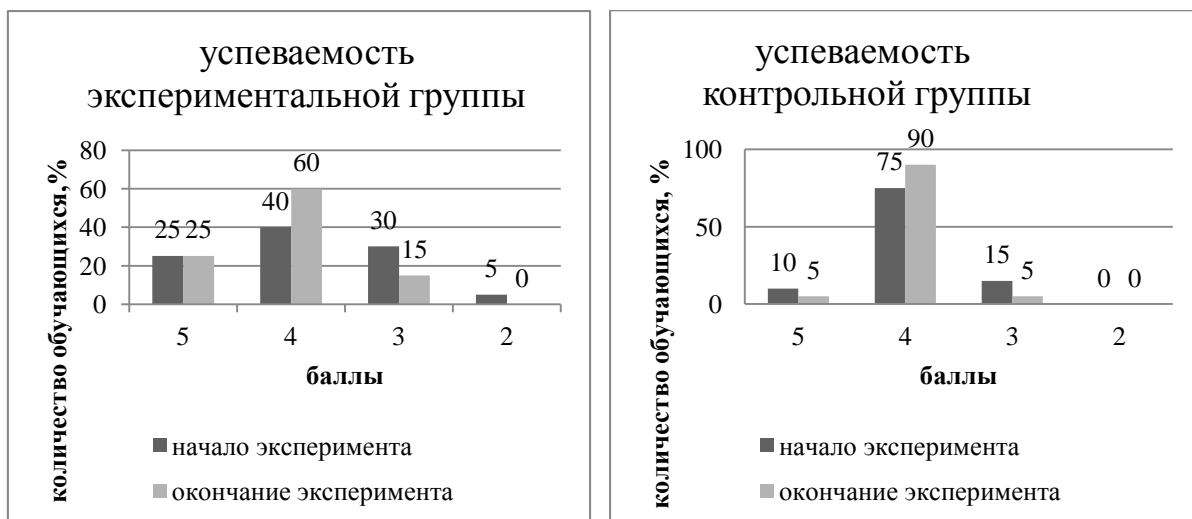 успеваемость
экспериментальной группы
количество обучающихся,%
80
60
40
20
0
25 25
40
60
30
15
5
0
5
4
3
2
баллы
начало эксперимента
окончание эксперимента
успеваемость
контрольной группы
количество обучающихся, %
100
50
0
10
5
75
90
15
5
0
0
5
4
3
2
баллы
начало эксперимента
окончание эксперимента